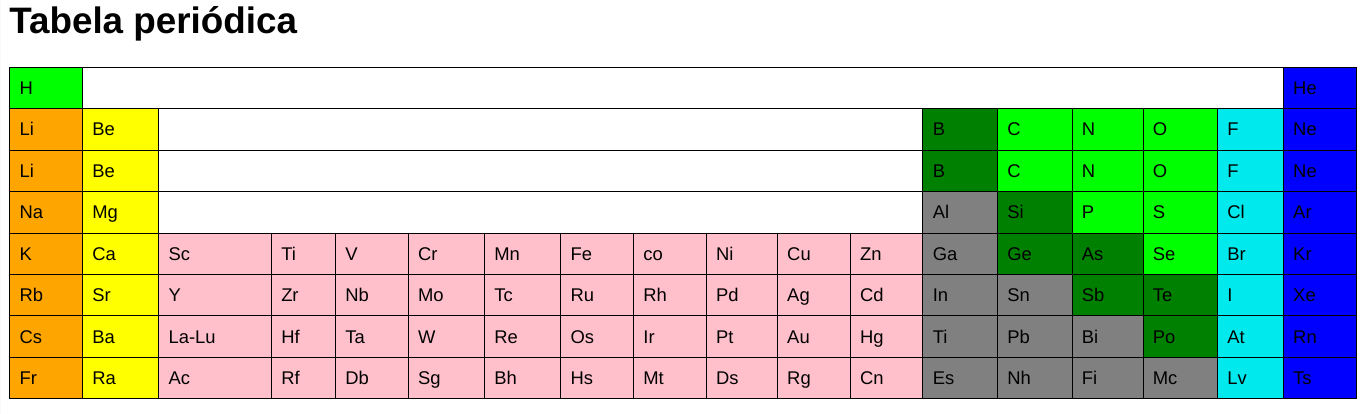 Tabela periódica
H He
Li Be B C N O F Ne
Li Be B C N O F Ne
Na Mg Al Si P S Cl Ar
K Ca Sc Ti V Cr Mn Fe co Ni Cu Zn Ga Ge As Se Br Kr
Rb Sr Y Zr Nb Mo Tc Ru Rh Pd Ag Cd In Sn Sb Te I Xe
Cs Ba La-Lu Hf Ta W Re Os Ir Pt Au Hg Ti Pb Bi Po At Rn
Fr Ra Ac Rf Db Sg Bh Hs Mt Ds Rg Cn Es Nh Fi Mc Lv Ts